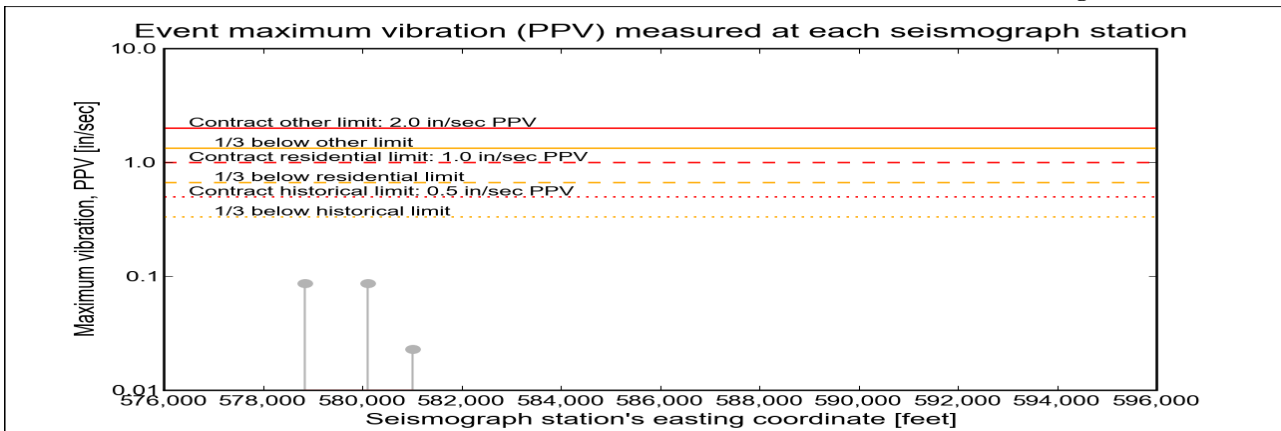 Event maximum vibration (PPV) measured at each seismograph station
10.0
Contract other limit: 2.0 in/sec PPV
1/3 below other limit
1.0
Contract residential limit: 1.0 in/sec PPV
1/3 below residential limit
Contract historical limit; 0.5 in/sec PPV
1/3 below historical limit
0.1
0.01
Maximum vibration, PPV [in/sec]
576,000 578,000 580,000 582,000 584,000 586,000 588,000 590,000 592,000 594,000 596,000
Seismograph station's easting coordinate [feet]